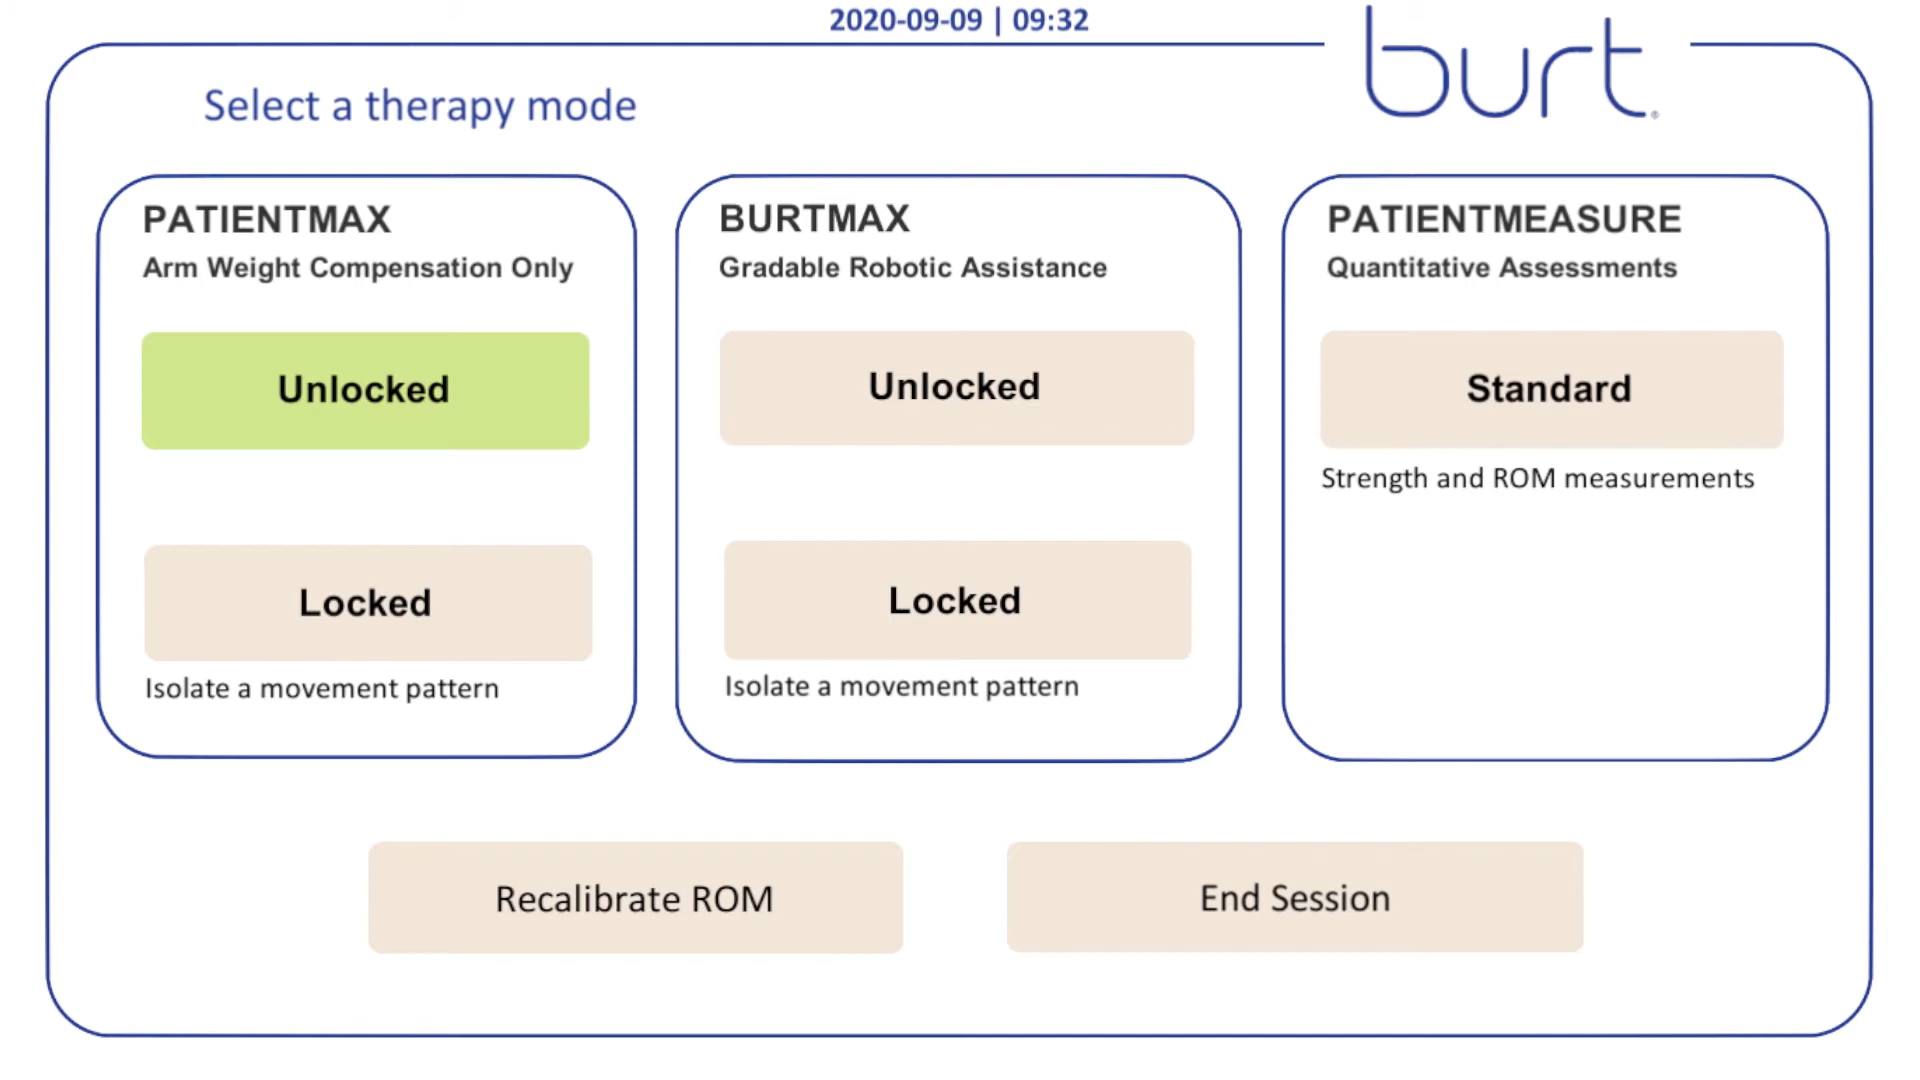 2020-09-09 | 09:32
burt®
Select a therapy mode
PATIENTMAX
Arm Weight Compensation Only
Unlocked
Locked
Isolate a movement pattern
BURTMAX
Gradable Robotic Assistance
Unlocked
Locked
Isolate a movement pattern
PATIENTMEASURE
Quantitative Assessments
Standard
Strength and ROM measurements
Recalibrate ROM
End Session